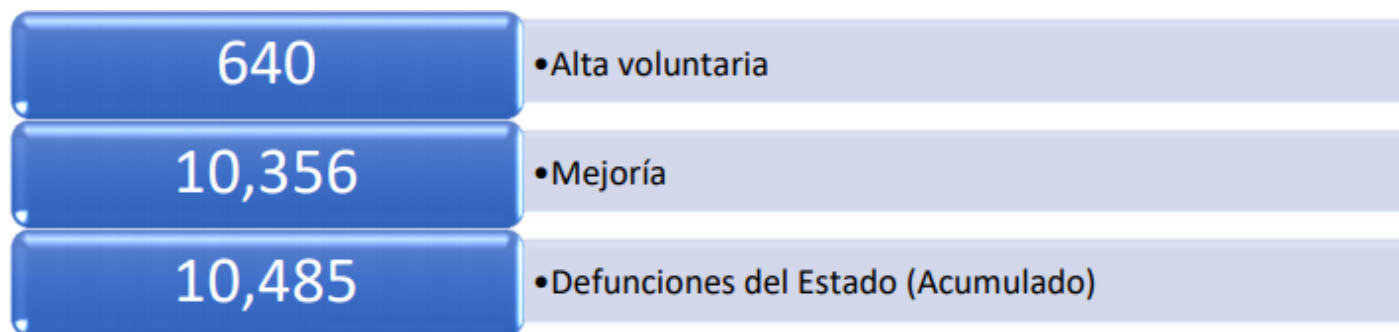 640
•Alta voluntaria
10,356
•Mejoría
10,485
•Defunciones del Estado (Acumulado)